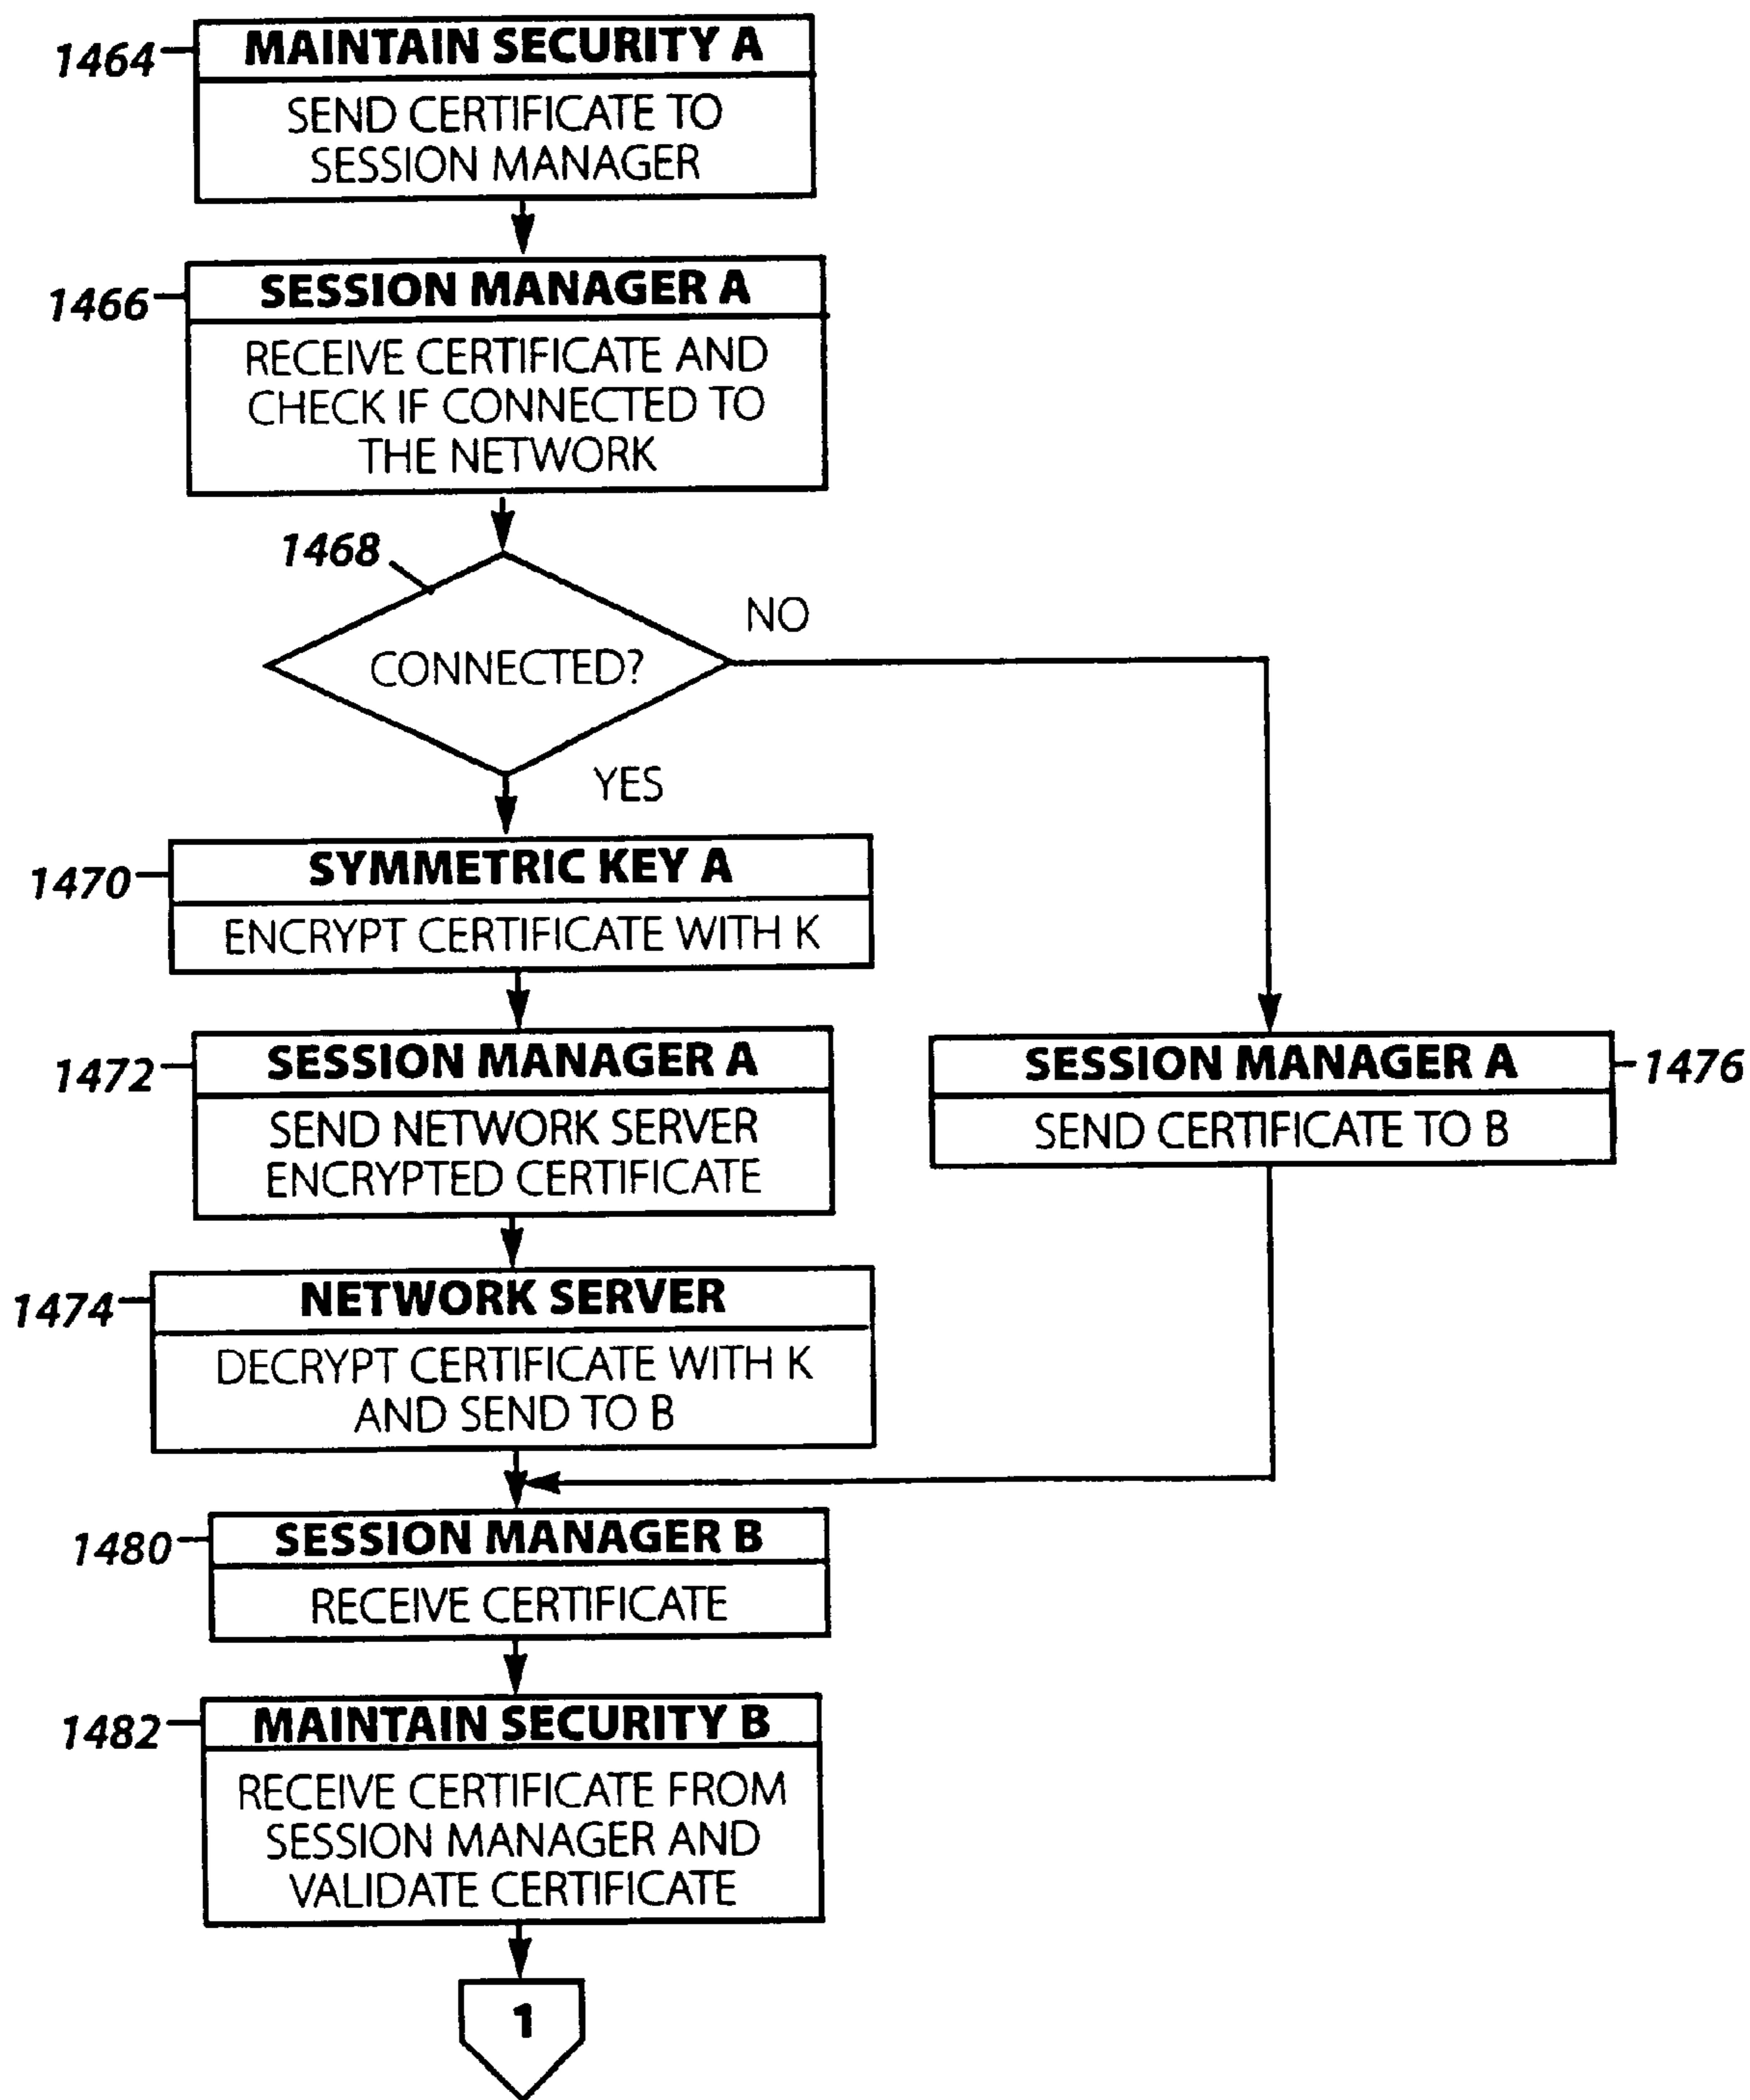 1464
MAINTAIN SECURITY A
SEND CERTIFICATE TO
SESSION MANAGER
1466
SESSION MANAGER A
RECEIVE CERTIFICATE AND
CHECK IF CONNECTED TO
THE NETWORK
1468
CONNECTED?
NO
YES
1470
SYMMETRIC KEY A
ENCRYPT CERTIFICATE WITH K
1472
SESSION MANAGER A
SEND NETWORK SERVER
ENCRYPTED CERTIFICATE
SESSION MANAGER A
1476
SEND CERTIFICATE TO B
1474
NETWORK SERVER
DECRYPT CERTIFICATE WITH K
AND SEND TO B
1480
SESSION MANAGER B
RECEIVE CERTIFICATE
1482
MAINTAIN SECURITY B
RECEIVE CERTIFICATE FROM
SESSION MANAGER AND
VALIDATE CERTIFICATE
1